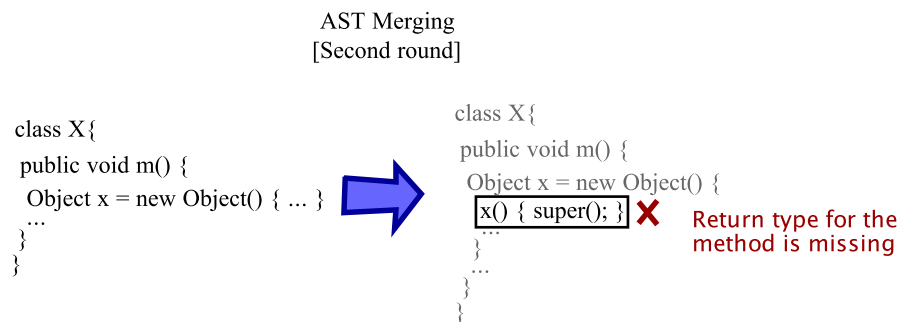 AST Merging
[Second round]
class X{
public void m() {
Object x = new Object() { ... }
...
}
}
class X{
public void m() {
Object x = new Object() {
x() { super(); }
...
}
...
}
}
Return type for the
method is missing